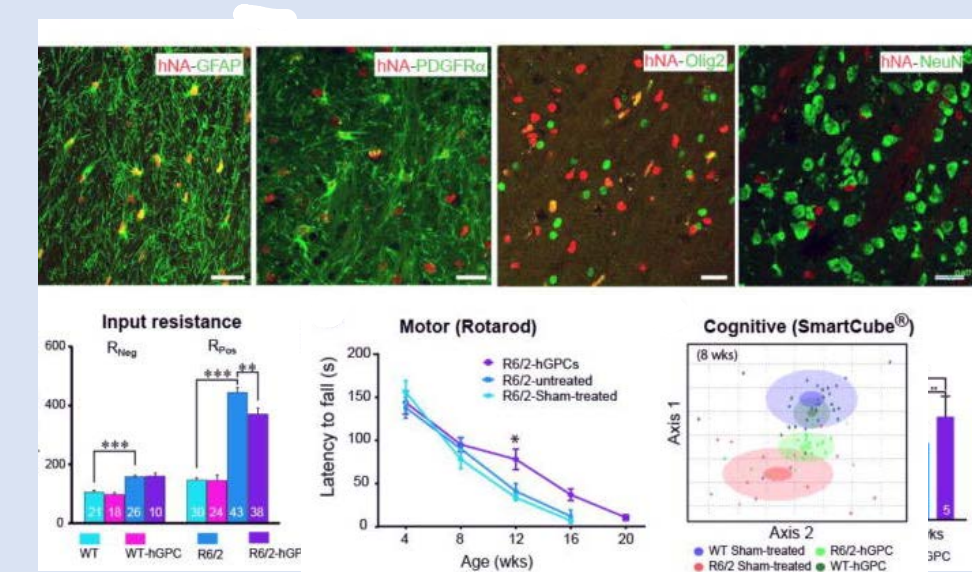 hNA-GFAP
hNA-PDGFRα
hNA-Olig2
hNA-NeuN
Input resistance
R_Neg
R_Pos
600
400
200
0
***
***
**
21 18 26 10 30 24 43 38
WT
WT-hGPC
R6/2
R6/2-hGP
Motor (Rotarod)
Latency to fall (s)
200
150
100
50
0
R6/2-hGPCs
R6/2-untreated
R6/2-Sham-treated
*
4 8 12 16 20
Age (wks)
Cognitive (SmartCube®)
(8 wks)
Axis 1
Axis 2
WT Sham-treated
R6/2-hGPC
R6/2 Sham-treated
WT-hGPC
**
5
ks
GPC